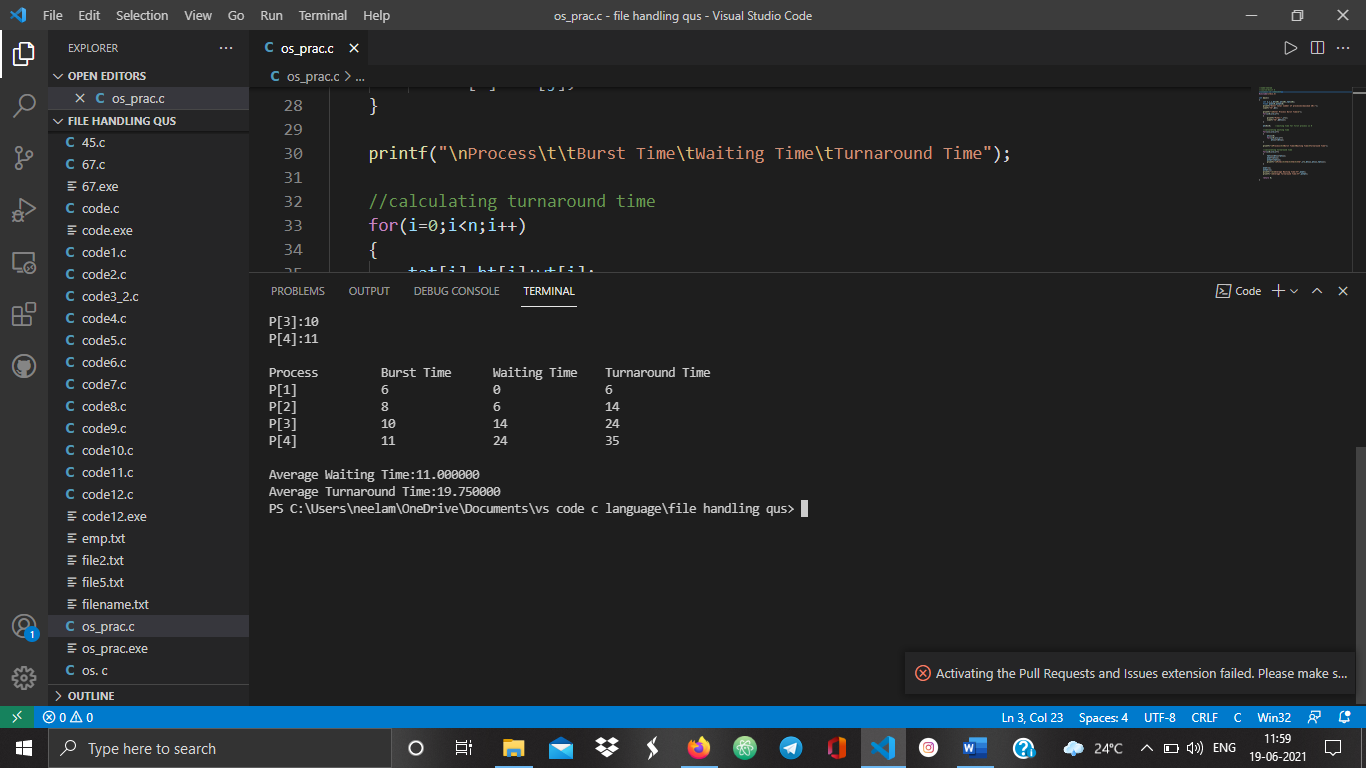 File Edit Selection View Go Run Terminal Help os_prac.c - file handling qus - Visual Studio Code
EXPLORER
OPEN EDITORS
os_prac.c
FILE HANDLING QUS
45.c
67.c
67.exe
code.c
code.exe
code1.c
code2.c
code3_2.c
code4.c
code5.c
code6.c
code7.c
code8.c
code9.c
code10.c
code11.c
code12.c
code12.exe
emp.txt
file2.txt
file5.txt
filename.txt
os_prac.c
os_prac.exe
os. c
OUTLINE
os_prac.c
os_prac.c > ...
28 }
29
30 printf("\nProcess\t\tBurst Time\tWaiting Time\tTurnaround Time");
31
32 //calculating turnaround time
33 for(i=0;i<n;i++)
34 {
PROBLEMS OUTPUT DEBUG CONSOLE TERMINAL Code
P[3]:10
P[4]:11
Process Burst Time Waiting Time Turnaround Time
P[1] 6 0 6
P[2] 8 6 14
P[3] 10 14 24
P[4] 11 24 35
Average Waiting Time:11.000000
Average Turnaround Time:19.750000
PS C:\Users\neelam\OneDrive\Documents\vs code c language\file handling qus>
Activating the Pull Requests and Issues extension failed. Please make s...
1
0 0 Ln 3, Col 23 Spaces: 4 UTF-8 CRLF C Win32
Type here to search 24°C ENG 11:59
19-06-2021